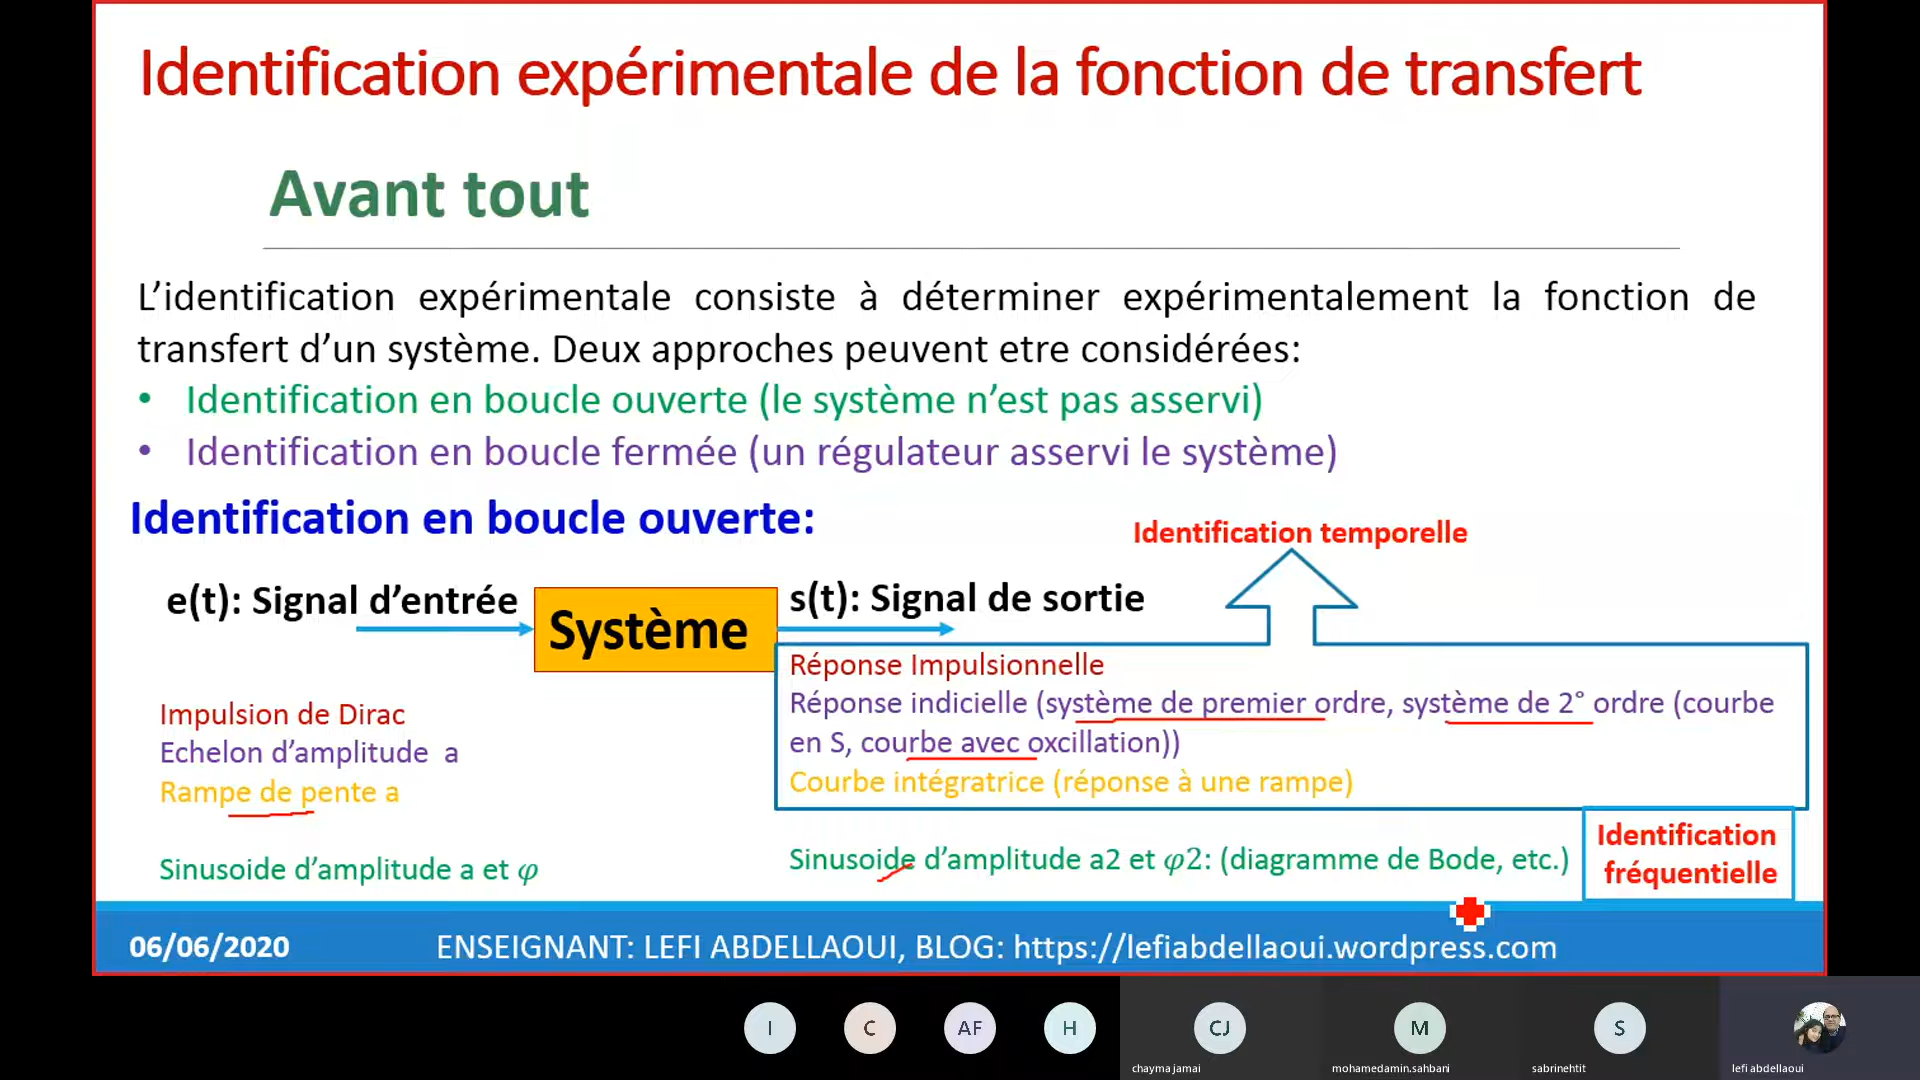 Identification expérimentale de la fonction de transfert
Avant tout
L’identification expérimentale consiste à déterminer expérimentalement la fonction de
transfert d’un système. Deux approches peuvent etre considérées:
• Identification en boucle ouverte (le système n’est pas asservi)
• Identification en boucle fermée (un régulateur asservi le système)
Identification en boucle ouverte:
Identification temporelle
e(t): Signal d’entrée
Système
s(t): Signal de sortie
Réponse Impulsionnelle
Réponse indicielle (système de premier ordre, système de 2° ordre (courbe
en S, courbe avec oxcillation))
Courbe intégratrice (réponse à une rampe)
Impulsion de Dirac
Echelon d’amplitude a
Rampe de pente a
Sinusoide d’amplitude a et φ
Sinusoide d’amplitude a2 et φ2: (diagramme de Bode, etc.)
Identification
fréquentielle
06/06/2020
ENSEIGNANT: LEFI ABDELLAOUI, BLOG: https://lefiabdellaoui.wordpress.com
I
C
AF
H
CJ
M
S
chayma jamai
mohamedamin.sahbani
sabrinehtit
lefi abdellaoui